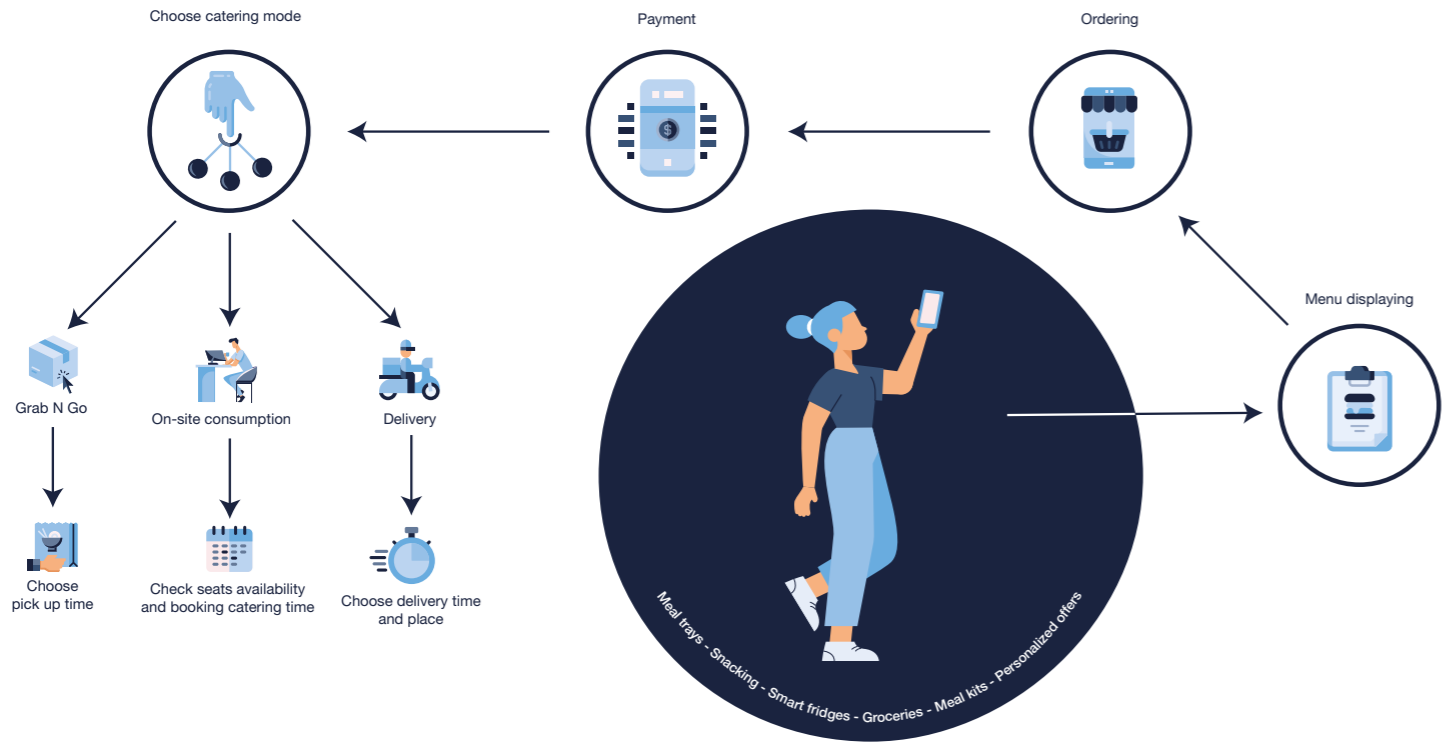 Choose catering mode
Payment
Ordering
Menu displaying
Grab N Go
On-site consumption
Delivery
Choose
pick up time
Check seats availability
and booking catering time
Choose delivery time
and place
Meal trays - Snacking - Smart fridges - Groceries - Meal kits - Personalized offers
$